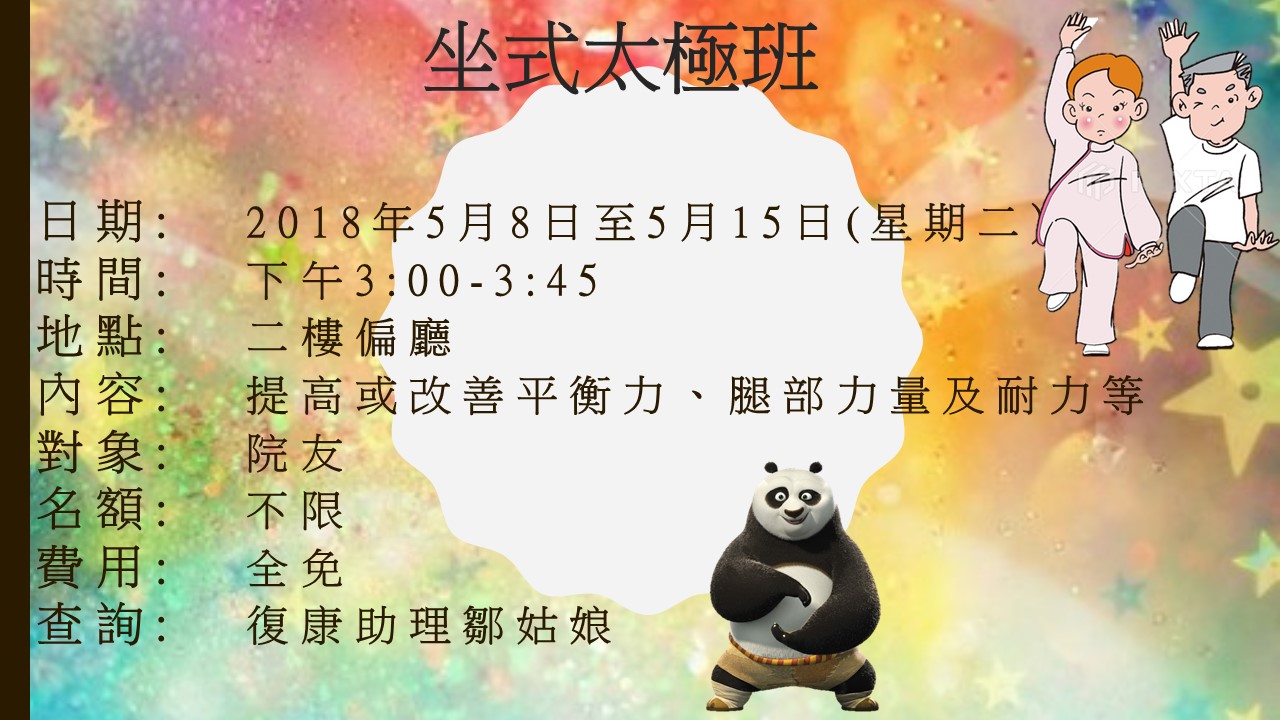 坐式太極班
日期: 2018年5月8日至5月15日(星期二)
時間: 下午3:00-3:45
地點: 二樓偏廳
內容: 提高或改善平衡力、腿部力量及耐力等
對象: 院友
名額: 不限
費用: 全免
查詢: 復康助理鄒姑娘